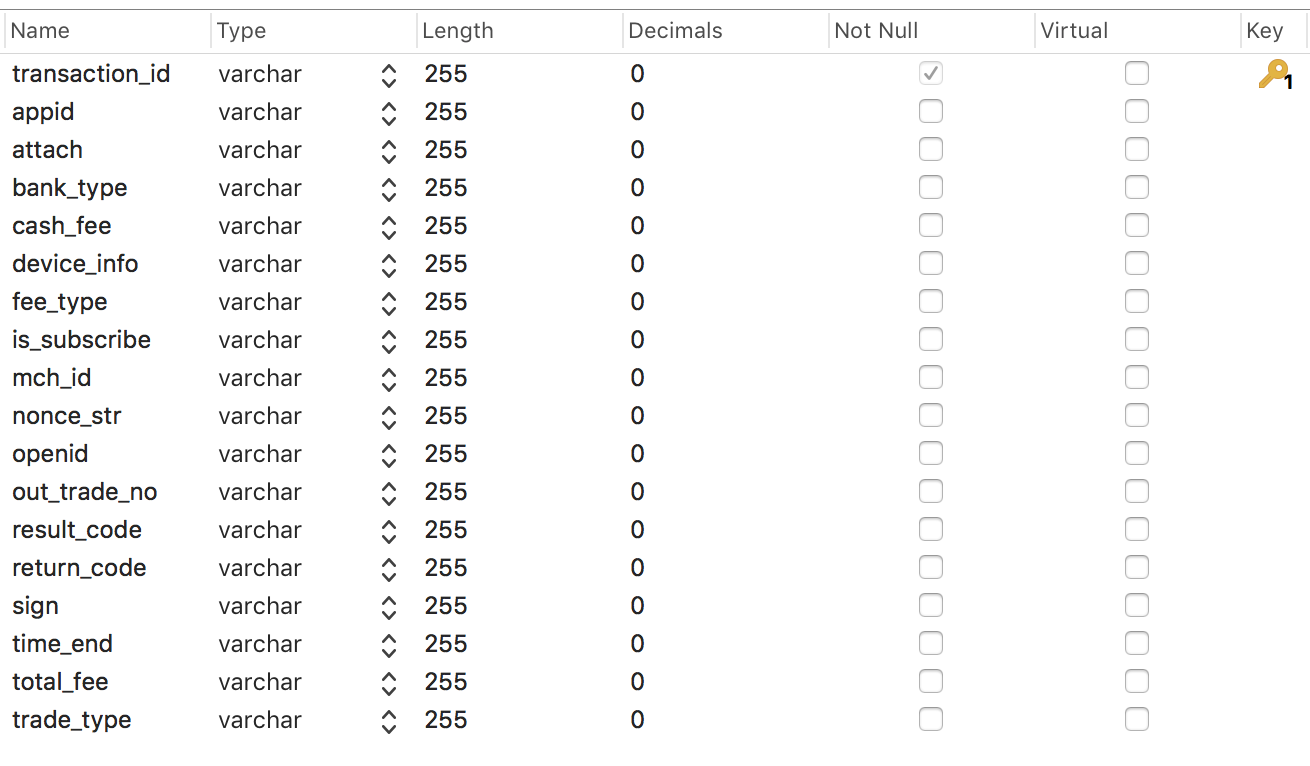 Name Type Length Decimals Not Null Virtual Key
transaction_id varchar 255 0 1
appid varchar 255 0
attach varchar 255 0
bank_type varchar 255 0
cash_fee varchar 255 0
device_info varchar 255 0
fee_type varchar 255 0
is_subscribe varchar 255 0
mch_id varchar 255 0
nonce_str varchar 255 0
openid varchar 255 0
out_trade_no varchar 255 0
result_code varchar 255 0
return_code varchar 255 0
sign varchar 255 0
time_end varchar 255 0
total_fee varchar 255 0
trade_type varchar 255 0